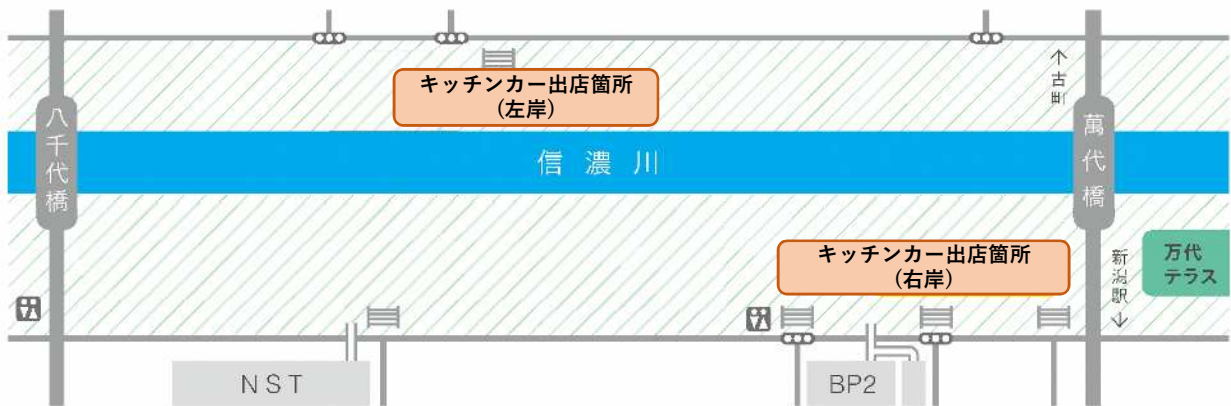 キッチンカー出店箇所
(左岸)
↑古町
八千代橋
信濃川
萬代橋
キッチンカー出店箇所
(右岸)
新潟駅↓
万代
テラス
NST
BP2